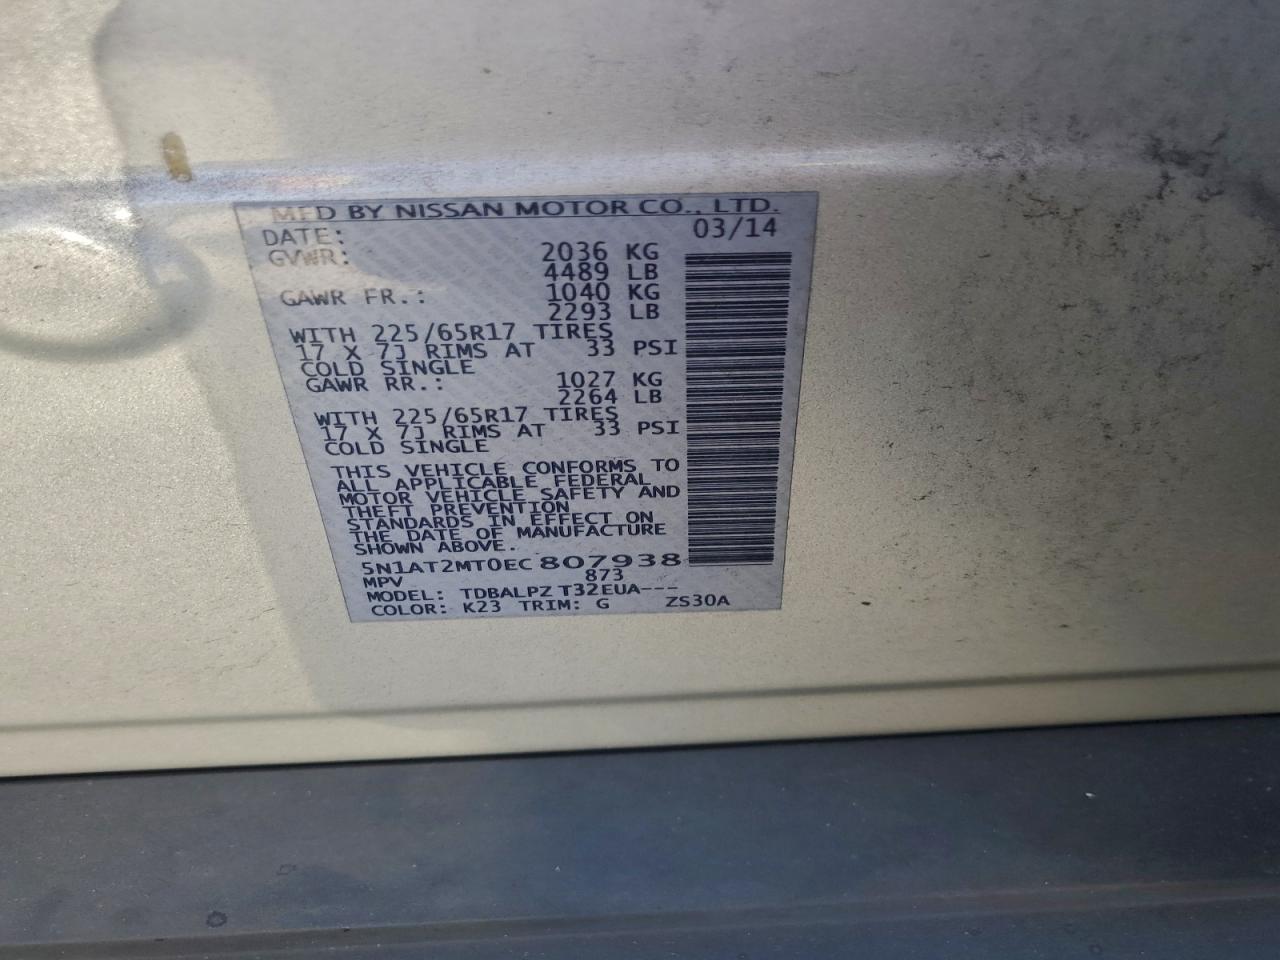 MFD BY NISSAN MOTOR CO., LTD.
DATE: 03/14
GVWR: 2036 KG
4489 LB
GAWR FR.: 1040 KG
2293 LB
WITH 225/65R17 TIRES
17 X 7J RIMS AT 33 PSI
COLD SINGLE
GAWR RR.: 1027 KG
2264 LB
WITH 225/65R17 TIRES
17 X 7J RIMS AT 33 PSI
COLD SINGLE
THIS VEHICLE CONFORMS TO
ALL APPLICABLE FEDERAL
MOTOR VEHICLE SAFETY AND
THEFT PREVENTION
STANDARDS IN EFFECT ON
THE DATE OF MANUFACTURE
SHOWN ABOVE.
5N1AT2MT0EC807938
MPV 873
MODEL: TDBALPZ T32EUA---
COLOR: K23 TRIM: G ZS30A